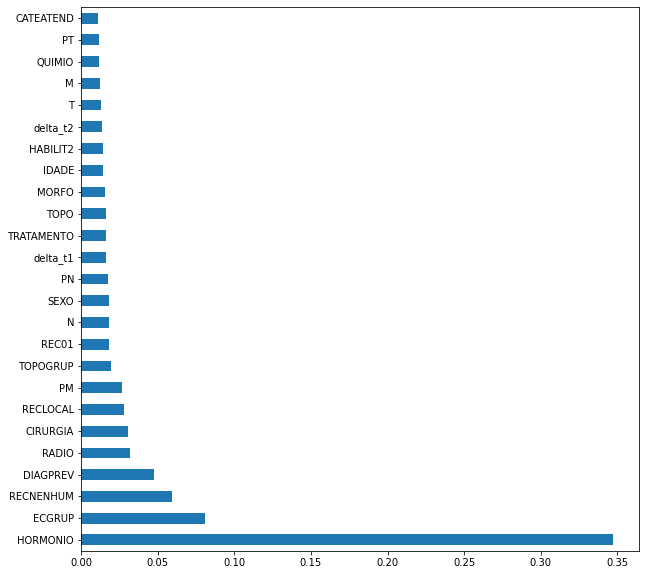 CATEATEND
PT
QUIMIO
M
T
delta_t2
HABILIT2
IDADE
MORFO
TOPO
TRATAMENTO
delta_t1
PN
SEXO
N
REC01
TOPOGRUP
PM
RECLOCAL
CIRURGIA
RADIO
DIAGPREV
RECNENHUM
ECGRUP
HORMONIO
0.00 0.05 0.10 0.15 0.20 0.25 0.30 0.35